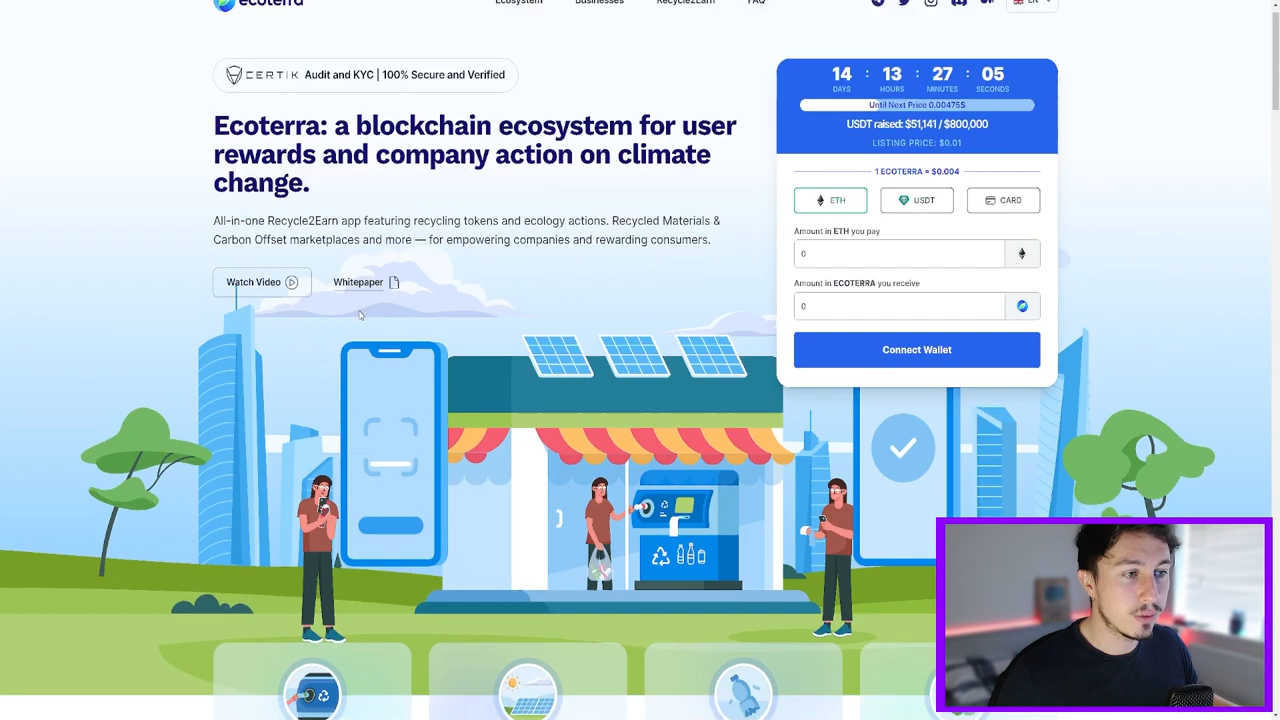 ecoterra
Ecosystem Businesses Recycle2Earn FAQ
EN
CERTIK Audit and KYC | 100% Secure and Verified
Ecoterra: a blockchain ecosystem for user
rewards and company action on climate
change.
All-in-one Recycle2Earn app featuring recycling tokens and ecology actions. Recycled Materials &
Carbon Offset marketplaces and more — for empowering companies and rewarding consumers.
Watch Video
Whitepaper
14 : 13 : 27 : 05
DAYS HOURS MINUTES SECONDS
Until Next Price 0.00475$
USDT raised: $51,141 / $800,000
LISTING PRICE: $0.01
1 ECOTERRA = $0.004
ETH USDT CARD
Amount in ETH you pay
0
Amount in ECOTERRA you receive
0
Connect Wallet